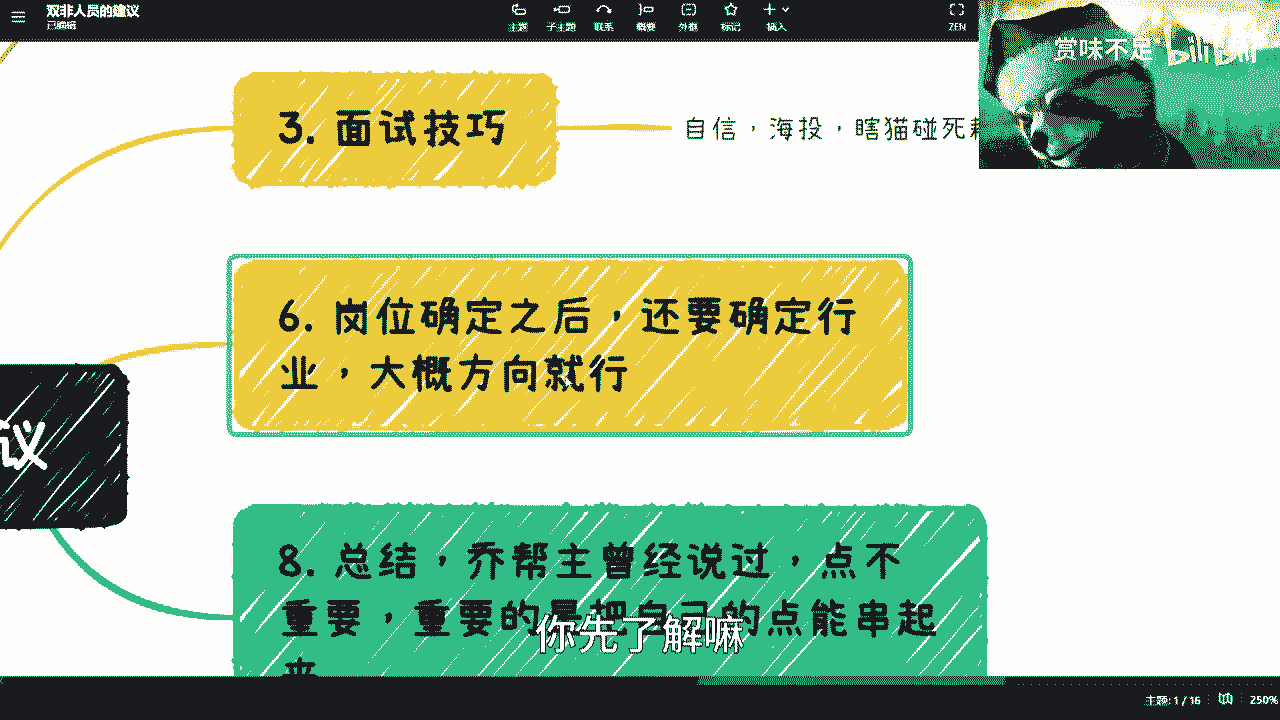 双非人员的建议
已编辑
主题
子主题
联系
概要
外框
标记
插入
ZEN
赏味不足
bilibili
3. 面试技巧
自信，海投，瞎猫碰死
6. 岗位确定之后，还要确定行
业，大概方向就行
议
8. 总结，乔帮主曾经说过，点不
重要，重要的是把自己的点能串起
来
你先了解嘛
主题: 1 / 16
250%